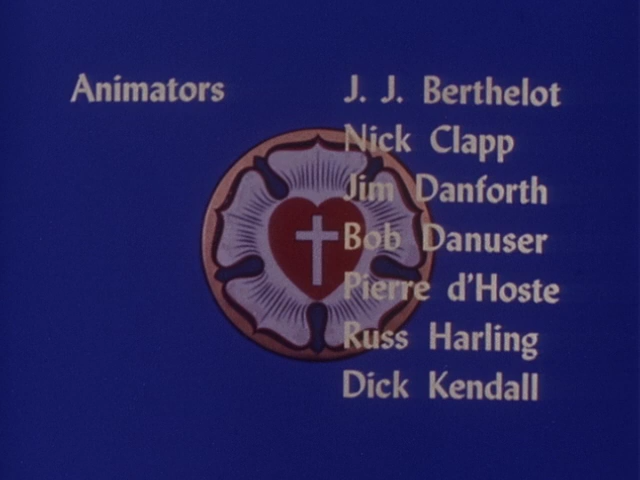 Animators
J. J. Berthelot
Nick Clapp
Jim Danforth
Bob Danuser
Pierre d'Hoste
Russ Harling
Dick Kendall